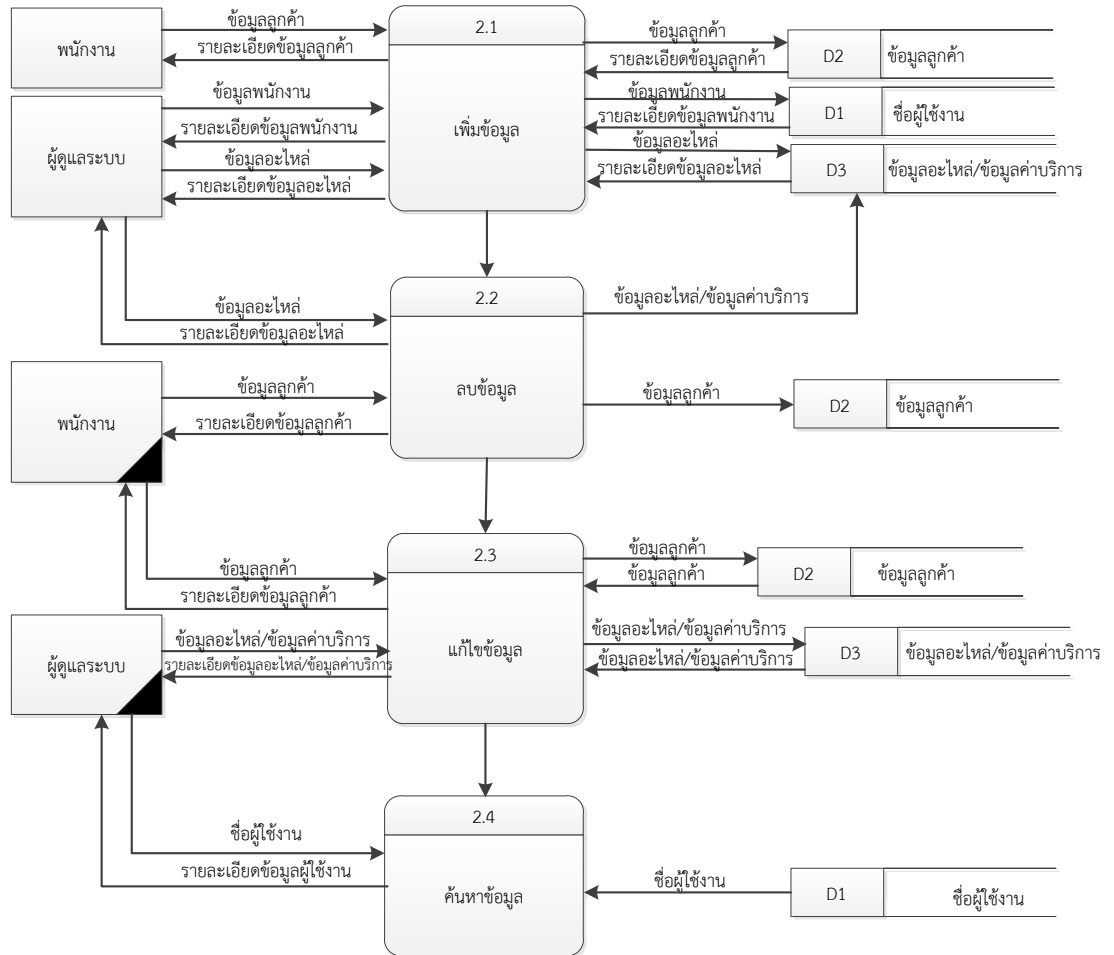 ข้อมูลลูกค้า
2.1
ข้อมูลลูกค้า
พนักงาน
รายละเอียดข้อมูลลูกค้า
รายละเอียดข้อมูลลูกค้า
D2
ข้อมูลลูกค้า
ข้อมูลพนักงาน
ข้อมูลพนักงาน
รายละเอียดข้อมูลพนักงาน
เพิ่มข้อมูล
รายละเอียดข้อมูลพนักงาน
D1
ชื่อผู้ใช้งาน
ผู้ดูแลระบบ
ข้อมูลอะไหล่
ข้อมูลอะไหล่
รายละเอียดข้อมูลอะไหล่
รายละเอียดข้อมูลอะไหล่
D3
ข้อมูลอะไหล่/ข้อมูลค่าบริการ
2.2
ข้อมูลอะไหล่/ข้อมูลค่าบริการ
ข้อมูลอะไหล่
รายละเอียดข้อมูลอะไหล่
ข้อมูลลูกค้า
ลบข้อมูล
ข้อมูลลูกค้า
D2
ข้อมูลลูกค้า
พนักงาน
รายละเอียดข้อมูลลูกค้า
2.3
ข้อมูลลูกค้า
ข้อมูลลูกค้า
ข้อมูลลูกค้า
D2
ข้อมูลลูกค้า
รายละเอียดข้อมูลลูกค้า
ข้อมูลอะไหล่/ข้อมูลค่าบริการ
แก้ไขข้อมูล
ข้อมูลอะไหล่/ข้อมูลค่าบริการ
ผู้ดูแลระบบ
รายละเอียดข้อมูลอะไหล่/ข้อมูลค่าบริการ
ข้อมูลอะไหล่/ข้อมูลค่าบริการ
D3
ข้อมูลอะไหล่/ข้อมูลค่าบริการ
2.4
ชื่อผู้ใช้งาน
รายละเอียดข้อมูลผู้ใช้งาน
ค้นหาข้อมูล
ชื่อผู้ใช้งาน
D1
ชื่อผู้ใช้งาน